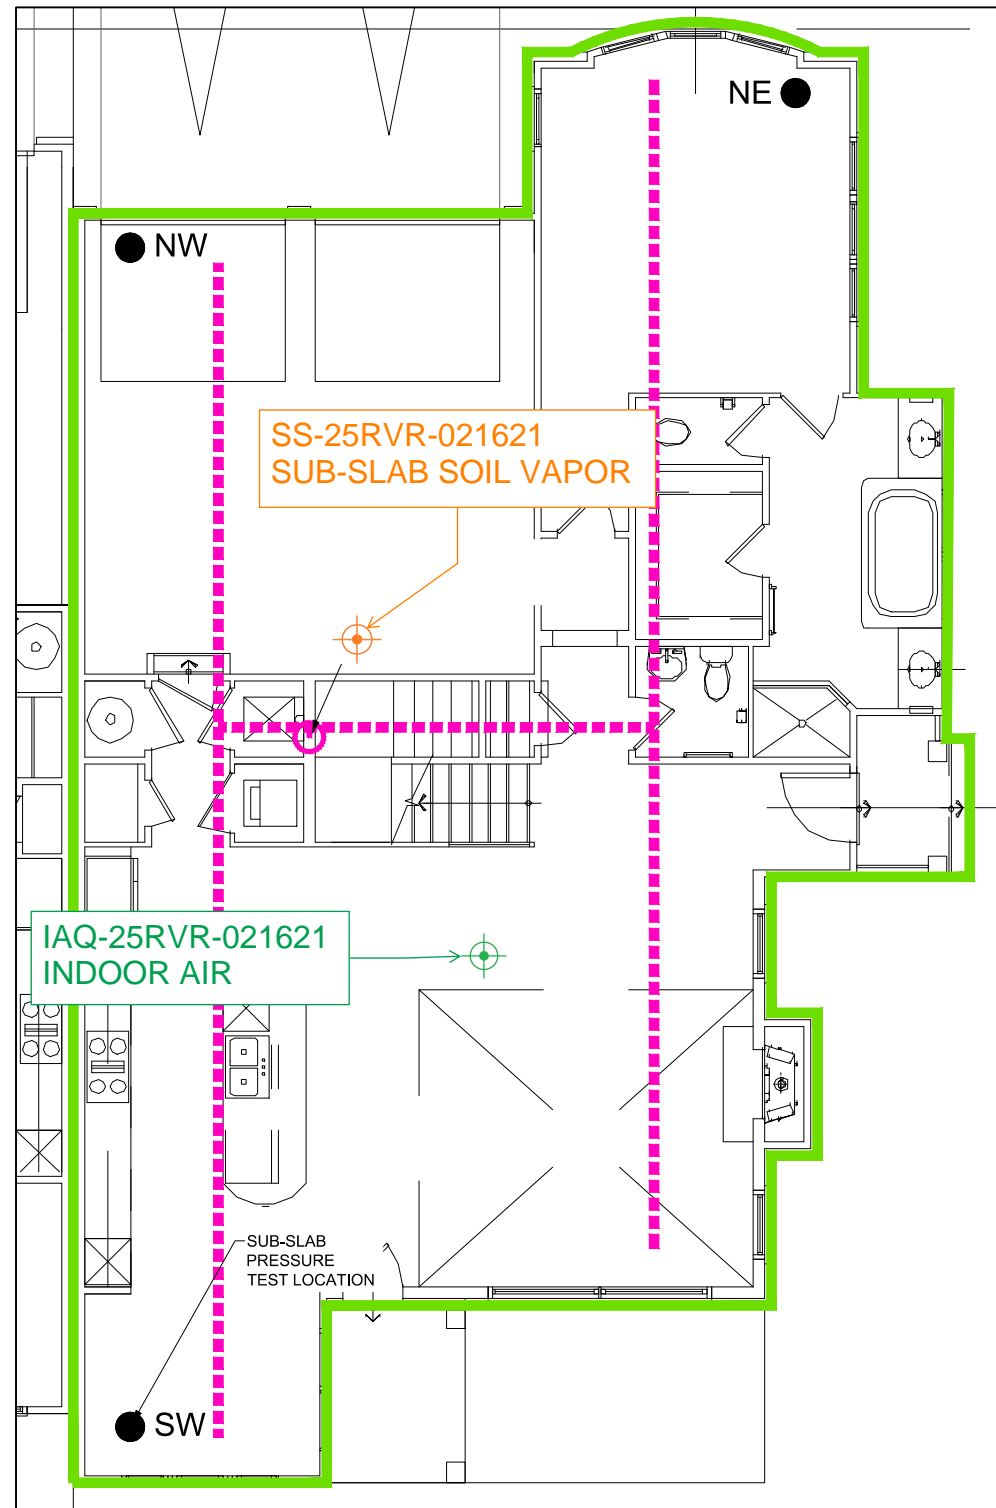 NE
NW
SS-25RVR-021621
SUB-SLAB SOIL VAPOR
IAQ-25RVR-021621
INDOOR AIR
SUB-SLAB
PRESSURE
TEST LOCATION
SW